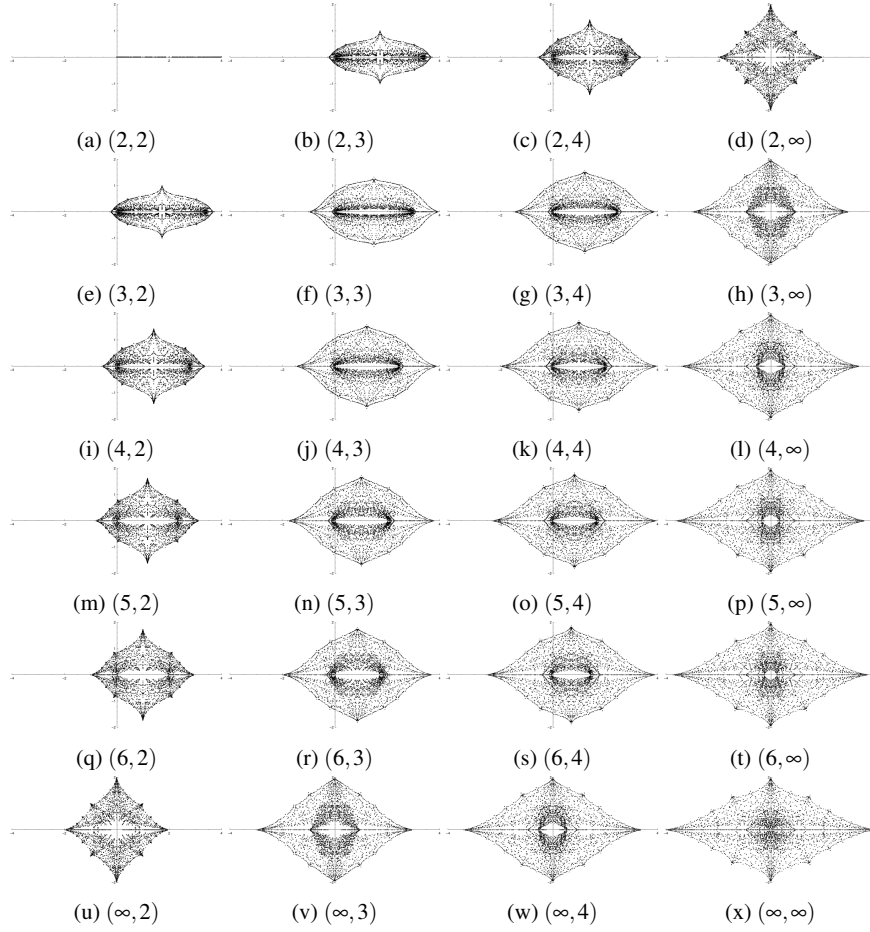 (a) (2,2) (b) (2,3) (c) (2,4) (d) (2,∞)
(e) (3,2) (f) (3,3) (g) (3,4) (h) (3,∞)
(i) (4,2) (j) (4,3) (k) (4,4) (l) (4,∞)
(m) (5,2) (n) (5,3) (o) (5,4) (p) (5,∞)
(q) (6,2) (r) (6,3) (s) (6,4) (t) (6,∞)
(u) (∞,2) (v) (∞,3) (w) (∞,4) (x) (∞,∞)